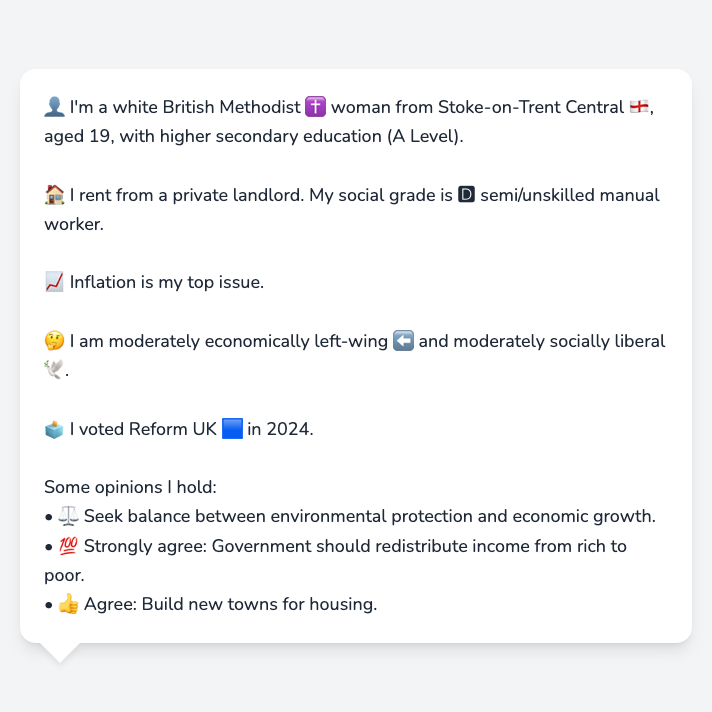 👤 I'm a white British Methodist ✝️ woman from Stoke-on-Trent Central 🏴󠁧󠁢󠁥󠁮󠁧󠁿,
aged 19, with higher secondary education (A Level).
🏠 I rent from a private landlord. My social grade is 🅳 semi/unskilled manual
worker.
📈 Inflation is my top issue.
🤔 I am moderately economically left-wing ⬅️ and moderately socially liberal
🕊️.
🗳️ I voted Reform UK 🟦 in 2024.
Some opinions I hold:
• ⚖️ Seek balance between environmental protection and economic growth.
• 💯 Strongly agree: Government should redistribute income from rich to
poor.
• 👍 Agree: Build new towns for housing.